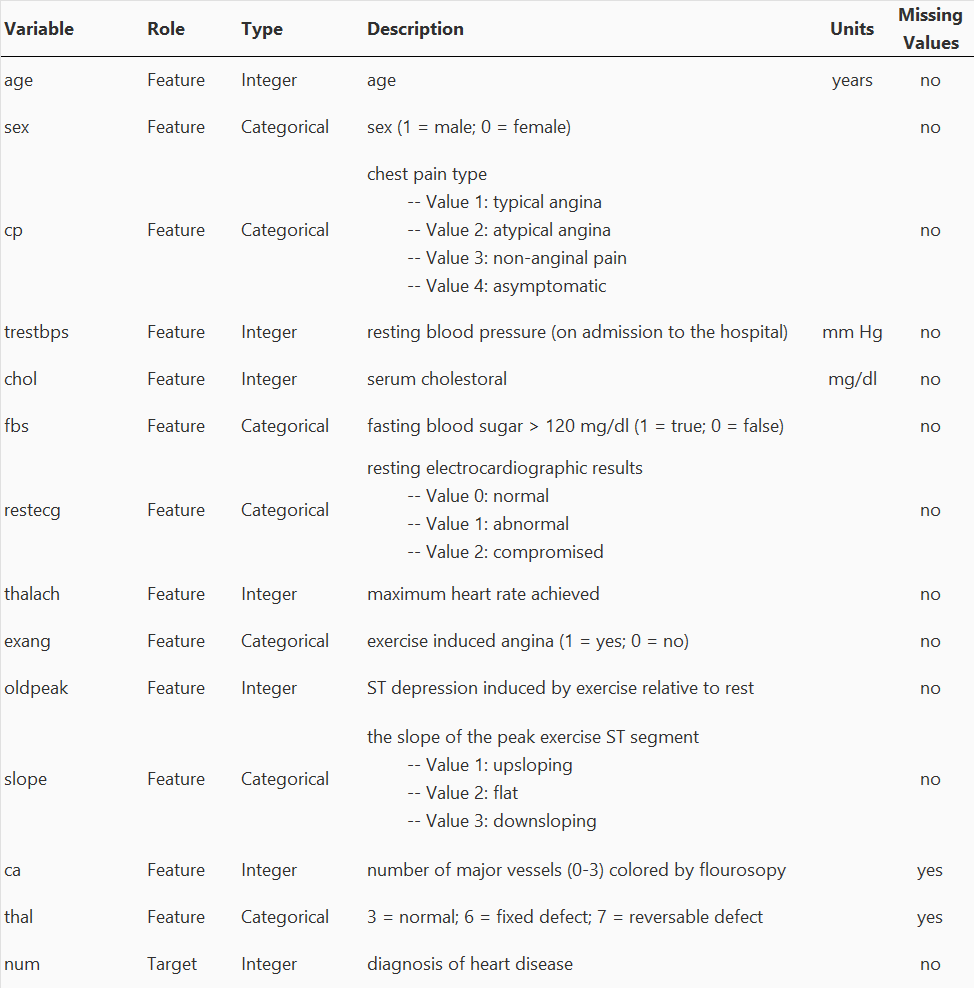 Variable Role Type Description Units Missing Values
age Feature Integer age years no
sex Feature Categorical sex (1 = male; 0 = female) no
cp Feature Categorical chest pain type
-- Value 1: typical angina
-- Value 2: atypical angina
-- Value 3: non-anginal pain
-- Value 4: asymptomatic
no
trestbps Feature Integer resting blood pressure (on admission to the hospital) mm Hg no
chol Feature Integer serum cholestoral mg/dl no
fbs Feature Categorical fasting blood sugar > 120 mg/dl (1 = true; 0 = false) no
restecg Feature Categorical resting electrocardiographic results
-- Value 0: normal
-- Value 1: abnormal
-- Value 2: compromised
no
thalach Feature Integer maximum heart rate achieved no
exang Feature Categorical exercise induced angina (1 = yes; 0 = no) no
oldpeak Feature Integer ST depression induced by exercise relative to rest no
slope Feature Categorical the slope of the peak exercise ST segment
-- Value 1: upsloping
-- Value 2: flat
-- Value 3: downsloping
no
ca Feature Integer number of major vessels (0-3) colored by flourosopy yes
thal Feature Categorical 3 = normal; 6 = fixed defect; 7 = reversable defect yes
num Target Integer diagnosis of heart disease no